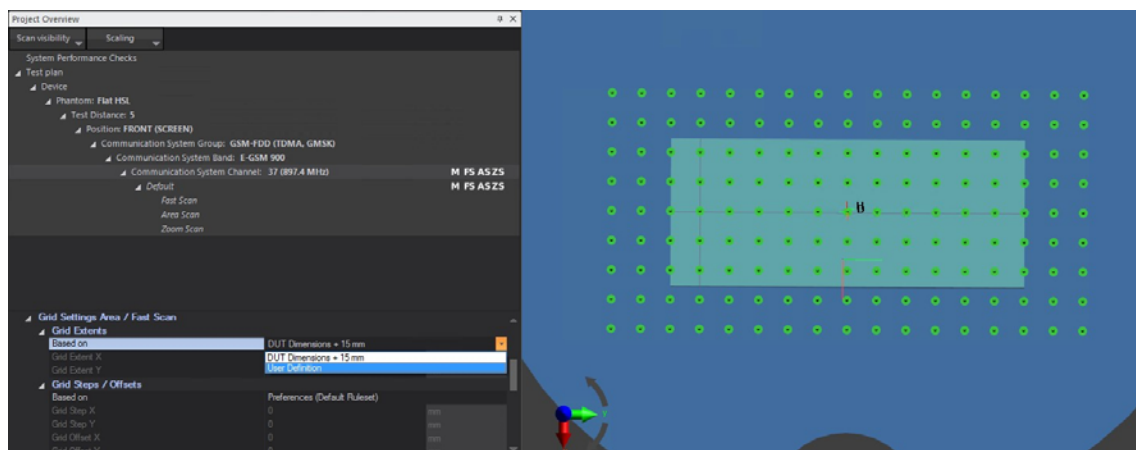 Project Overview
Scan visibility Scaling
System Performance Checks
Test plan
Device
Phantom: Flat HSL
Test Distance: 5
Position: FRONT (SCREEN)
Communication System Group: GSM-FDD (TDMA, GMSK)
Communication System Band: E-GSM 900
Communication System Channel: 37 (897.4 MHz) M FS AS ZS
Default M FS AS ZS
Fast Scan
Area Scan
Zoom Scan
Grid Settings Area / Fast Scan
Grid Extents
Based on DUT Dimensions + 15 mm
Grid Extent X DUT Dimensions + 15 mm
Grid Extent Y User Definition
Grid Steps / Offsets
Based on Preferences (Default Ruleset)
Grid Step X 0 mm
Grid Step Y 0 mm
Grid Offset X 0 mm
Y